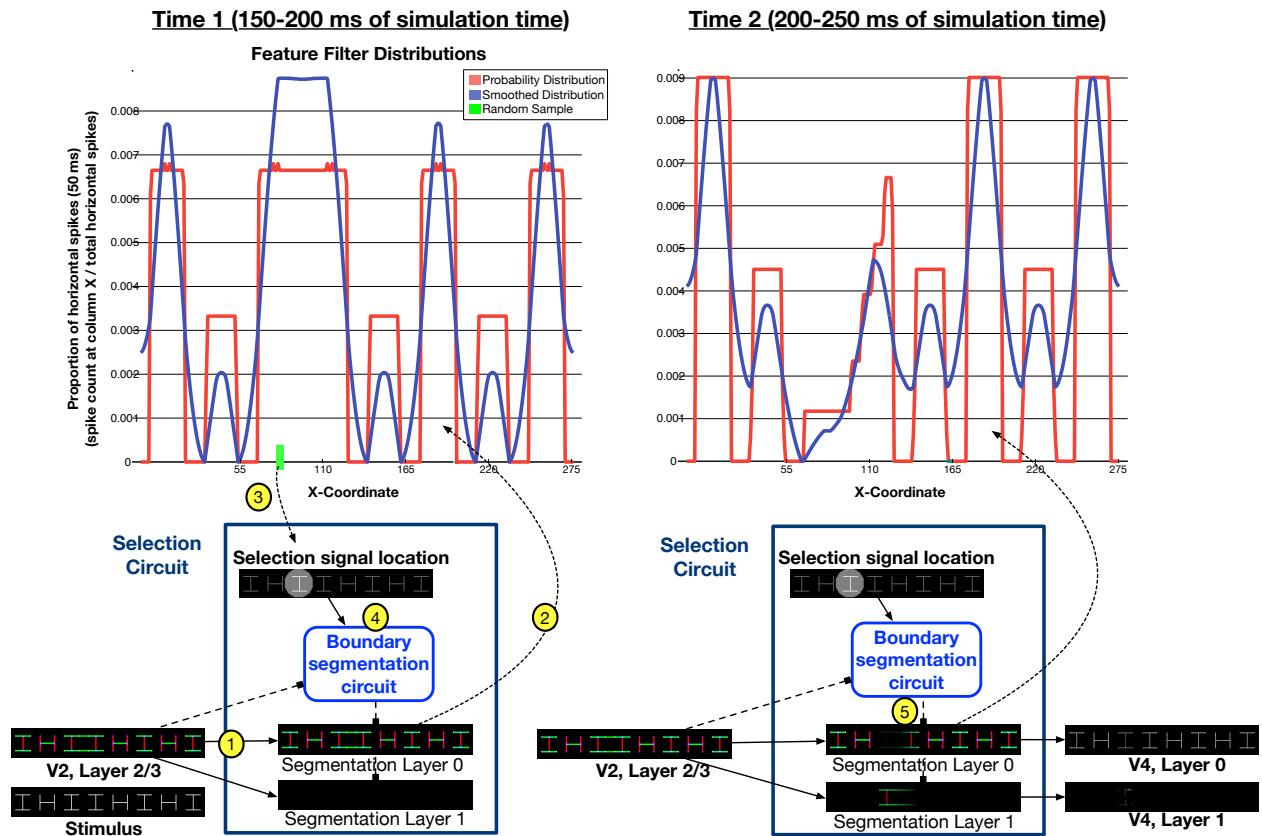 Time 1 (150-200 ms of simulation time)
Time 2 (200-250 ms of simulation time)
Feature Filter Distributions
Probability Distribution
Smoothed Distribution
Random Sample
Proportion of horizontal spikes (50 ms)
(spike count at column X / total horizontal spikes)
0.008
0.007
0.006
0.005
0.004
0.003
0.002
0.001
0
55
110
165
220
275
X-Coordinate
0.009
0.008
0.007
0.006
0.005
0.004
0.003
0.002
0.001
0
55
110
165
220
275
X-Coordinate
3
Selection
Circuit
Selection signal location
4
2
Boundary
segmentation
circuit
1
V2, Layer 2/3
Segmentation Layer 0
Segmentation Layer 1
Stimulus
Selection
Circuit
Selection signal location
Boundary
segmentation
circuit
5
V2, Layer 2/3
Segmentation Layer 0
Segmentation Layer 1
V4, Layer 0
V4, Layer 1